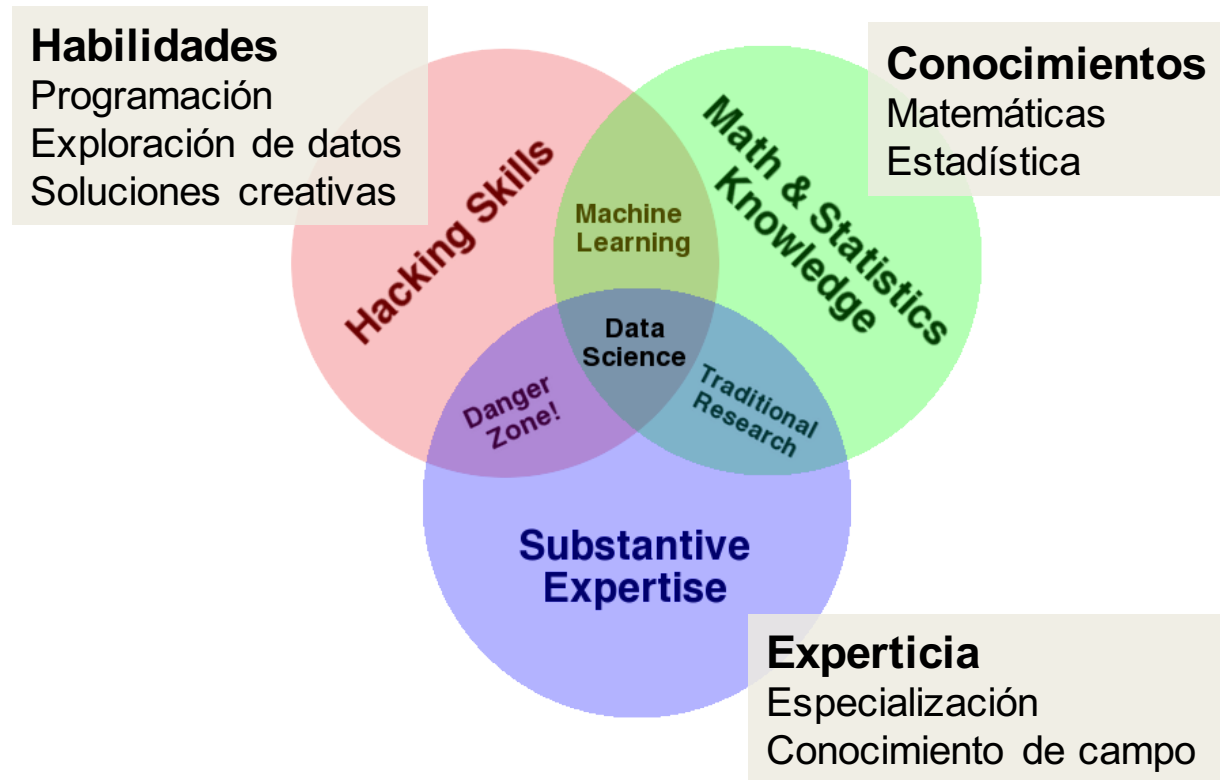 Habilidades
Programación
Exploración de datos
Soluciones creativas
Conocimientos
Matemáticas
Estadística
Hacking Skills
Math & Statistics
Knowledge
Machine
Learning
Data
Science
Danger
Zone!
Traditional
Research
Substantive
Expertise
Experticia
Especialización
Conocimiento de campo